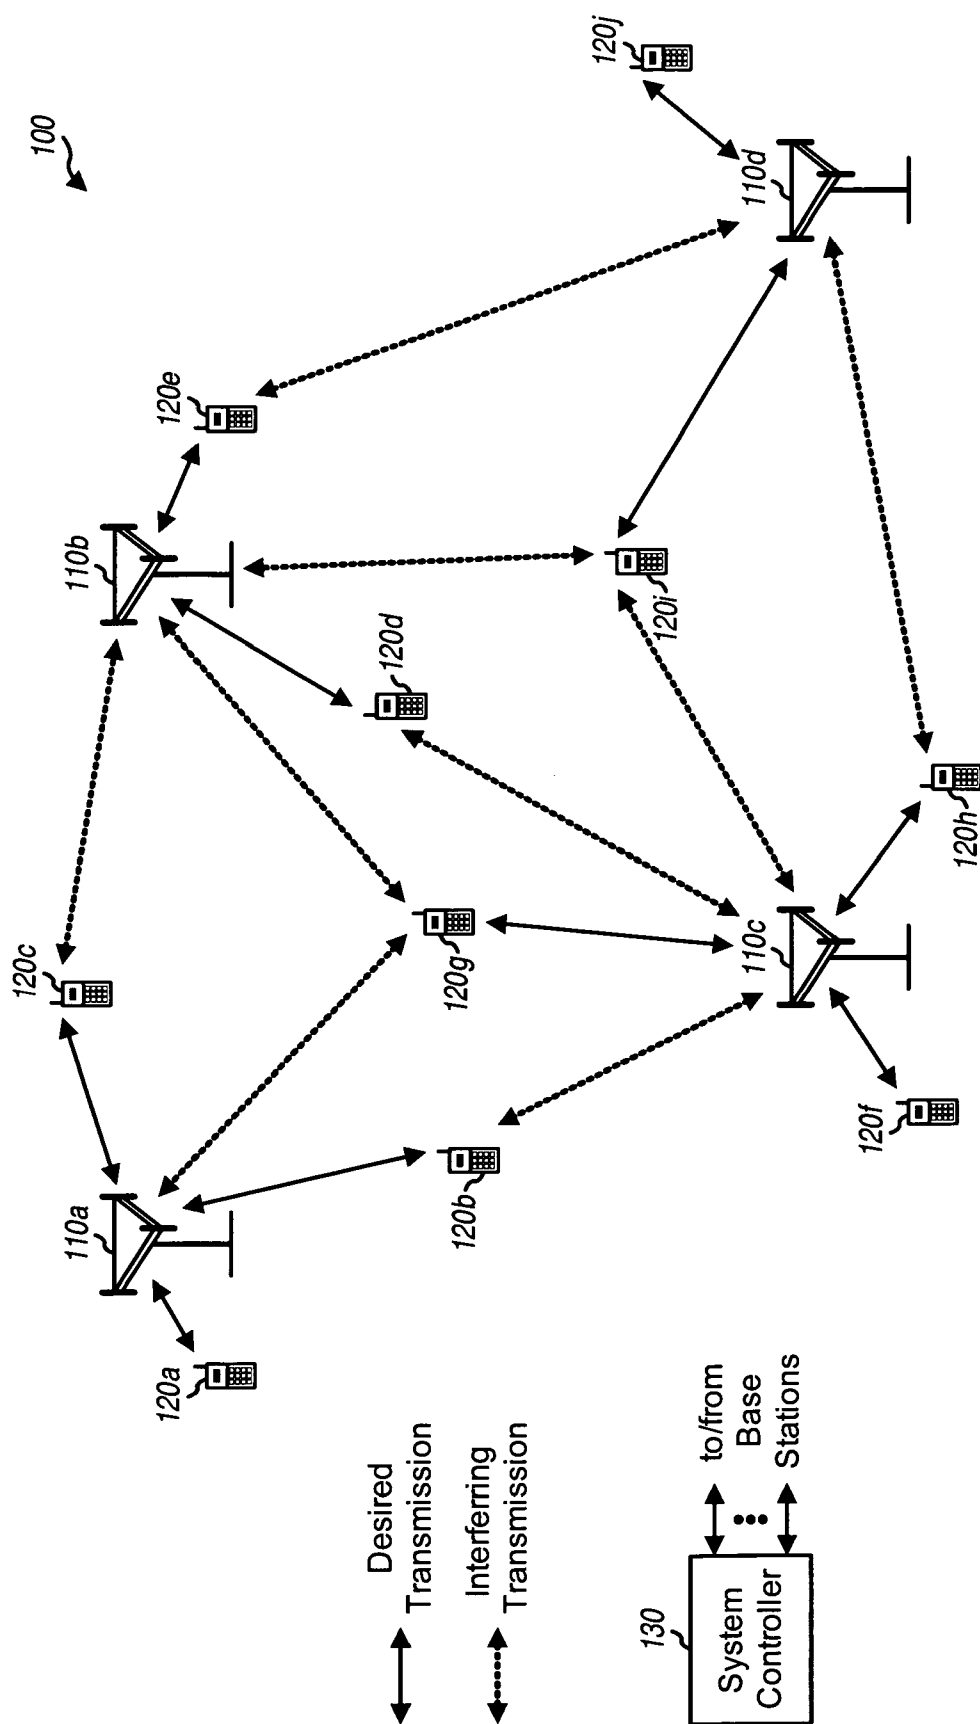 100
120c
120e
110a
110b
120a
120d
120j
120b
120g
120i
110c
110d
120f
120h
Desired
Transmission
Interferring
Transmission
130
System
Controller
to/from
Base
Stations